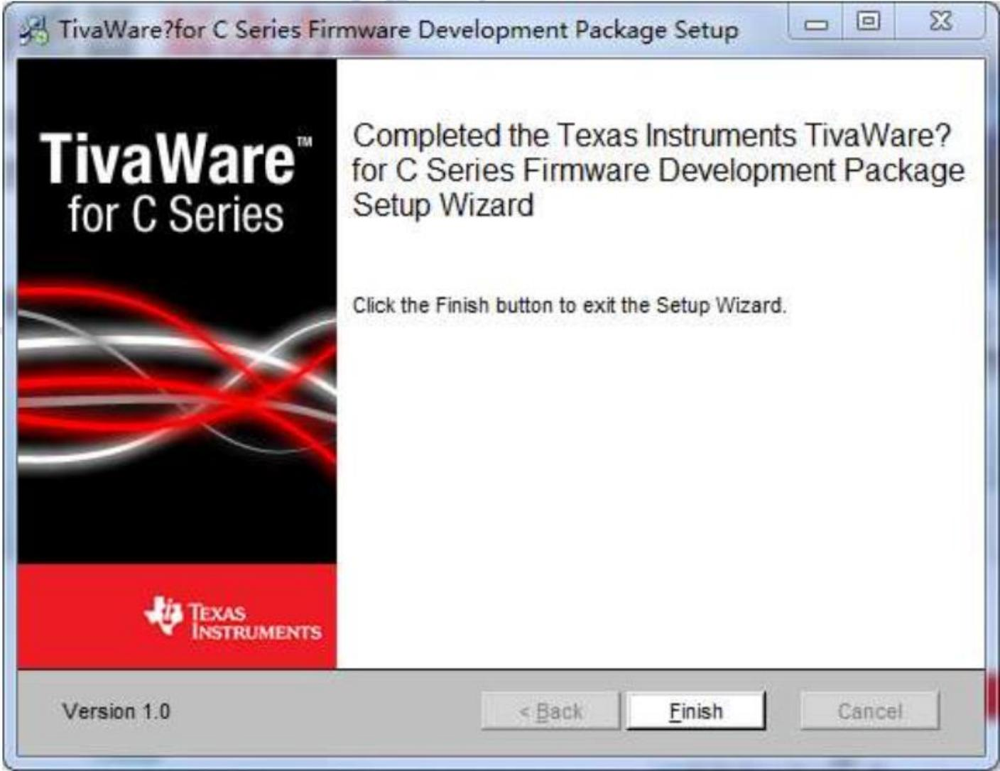 TivaWare?for C Series Firmware Development Package Setup
TivaWare™
for C Series
Completed the Texas Instruments TivaWare?
for C Series Firmware Development Package
Setup Wizard
Click the Finish button to exit the Setup Wizard.
TEXAS
INSTRUMENTS
Version 1.0
< Back
Finish
Cancel